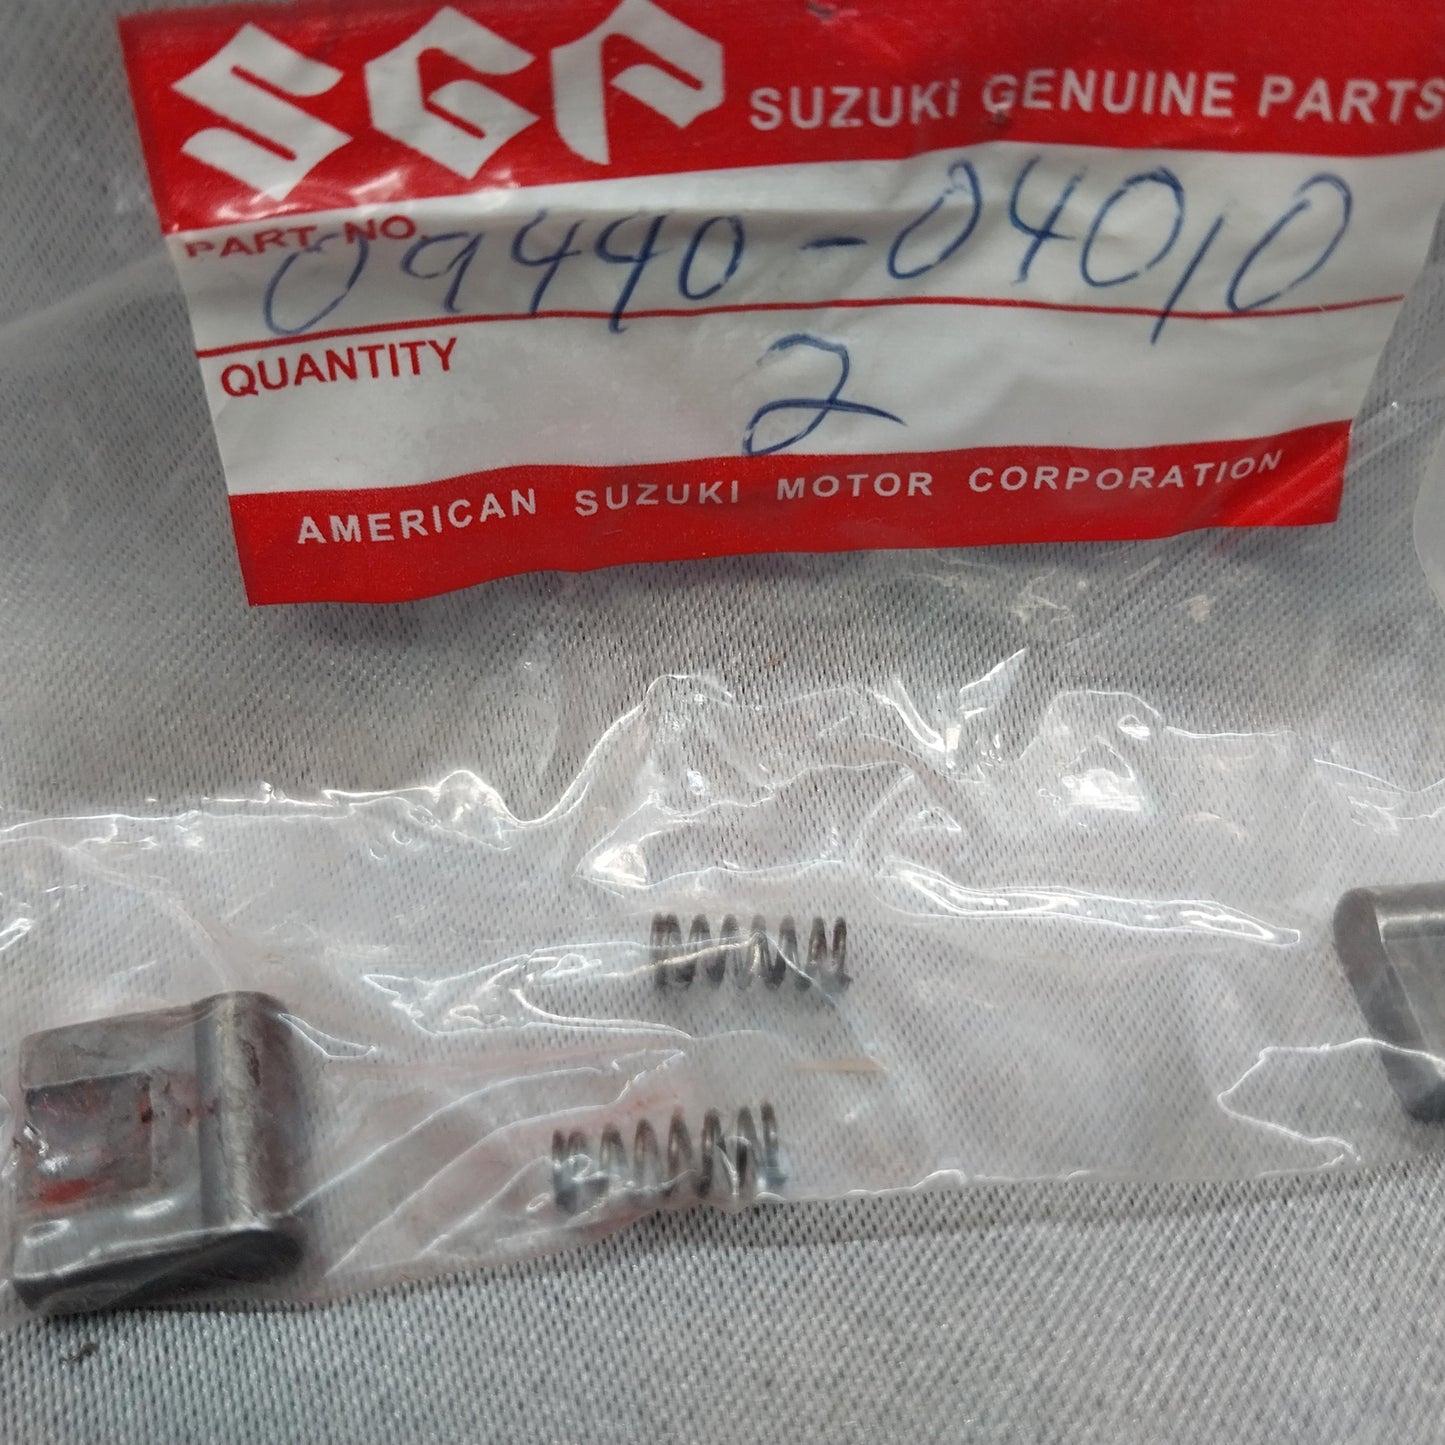 SGP SUZUKI GENUINE PARTS
PART NO. 09440-04010
QUANTITY 2
AMERICAN SUZUKI MOTOR CORPORATION